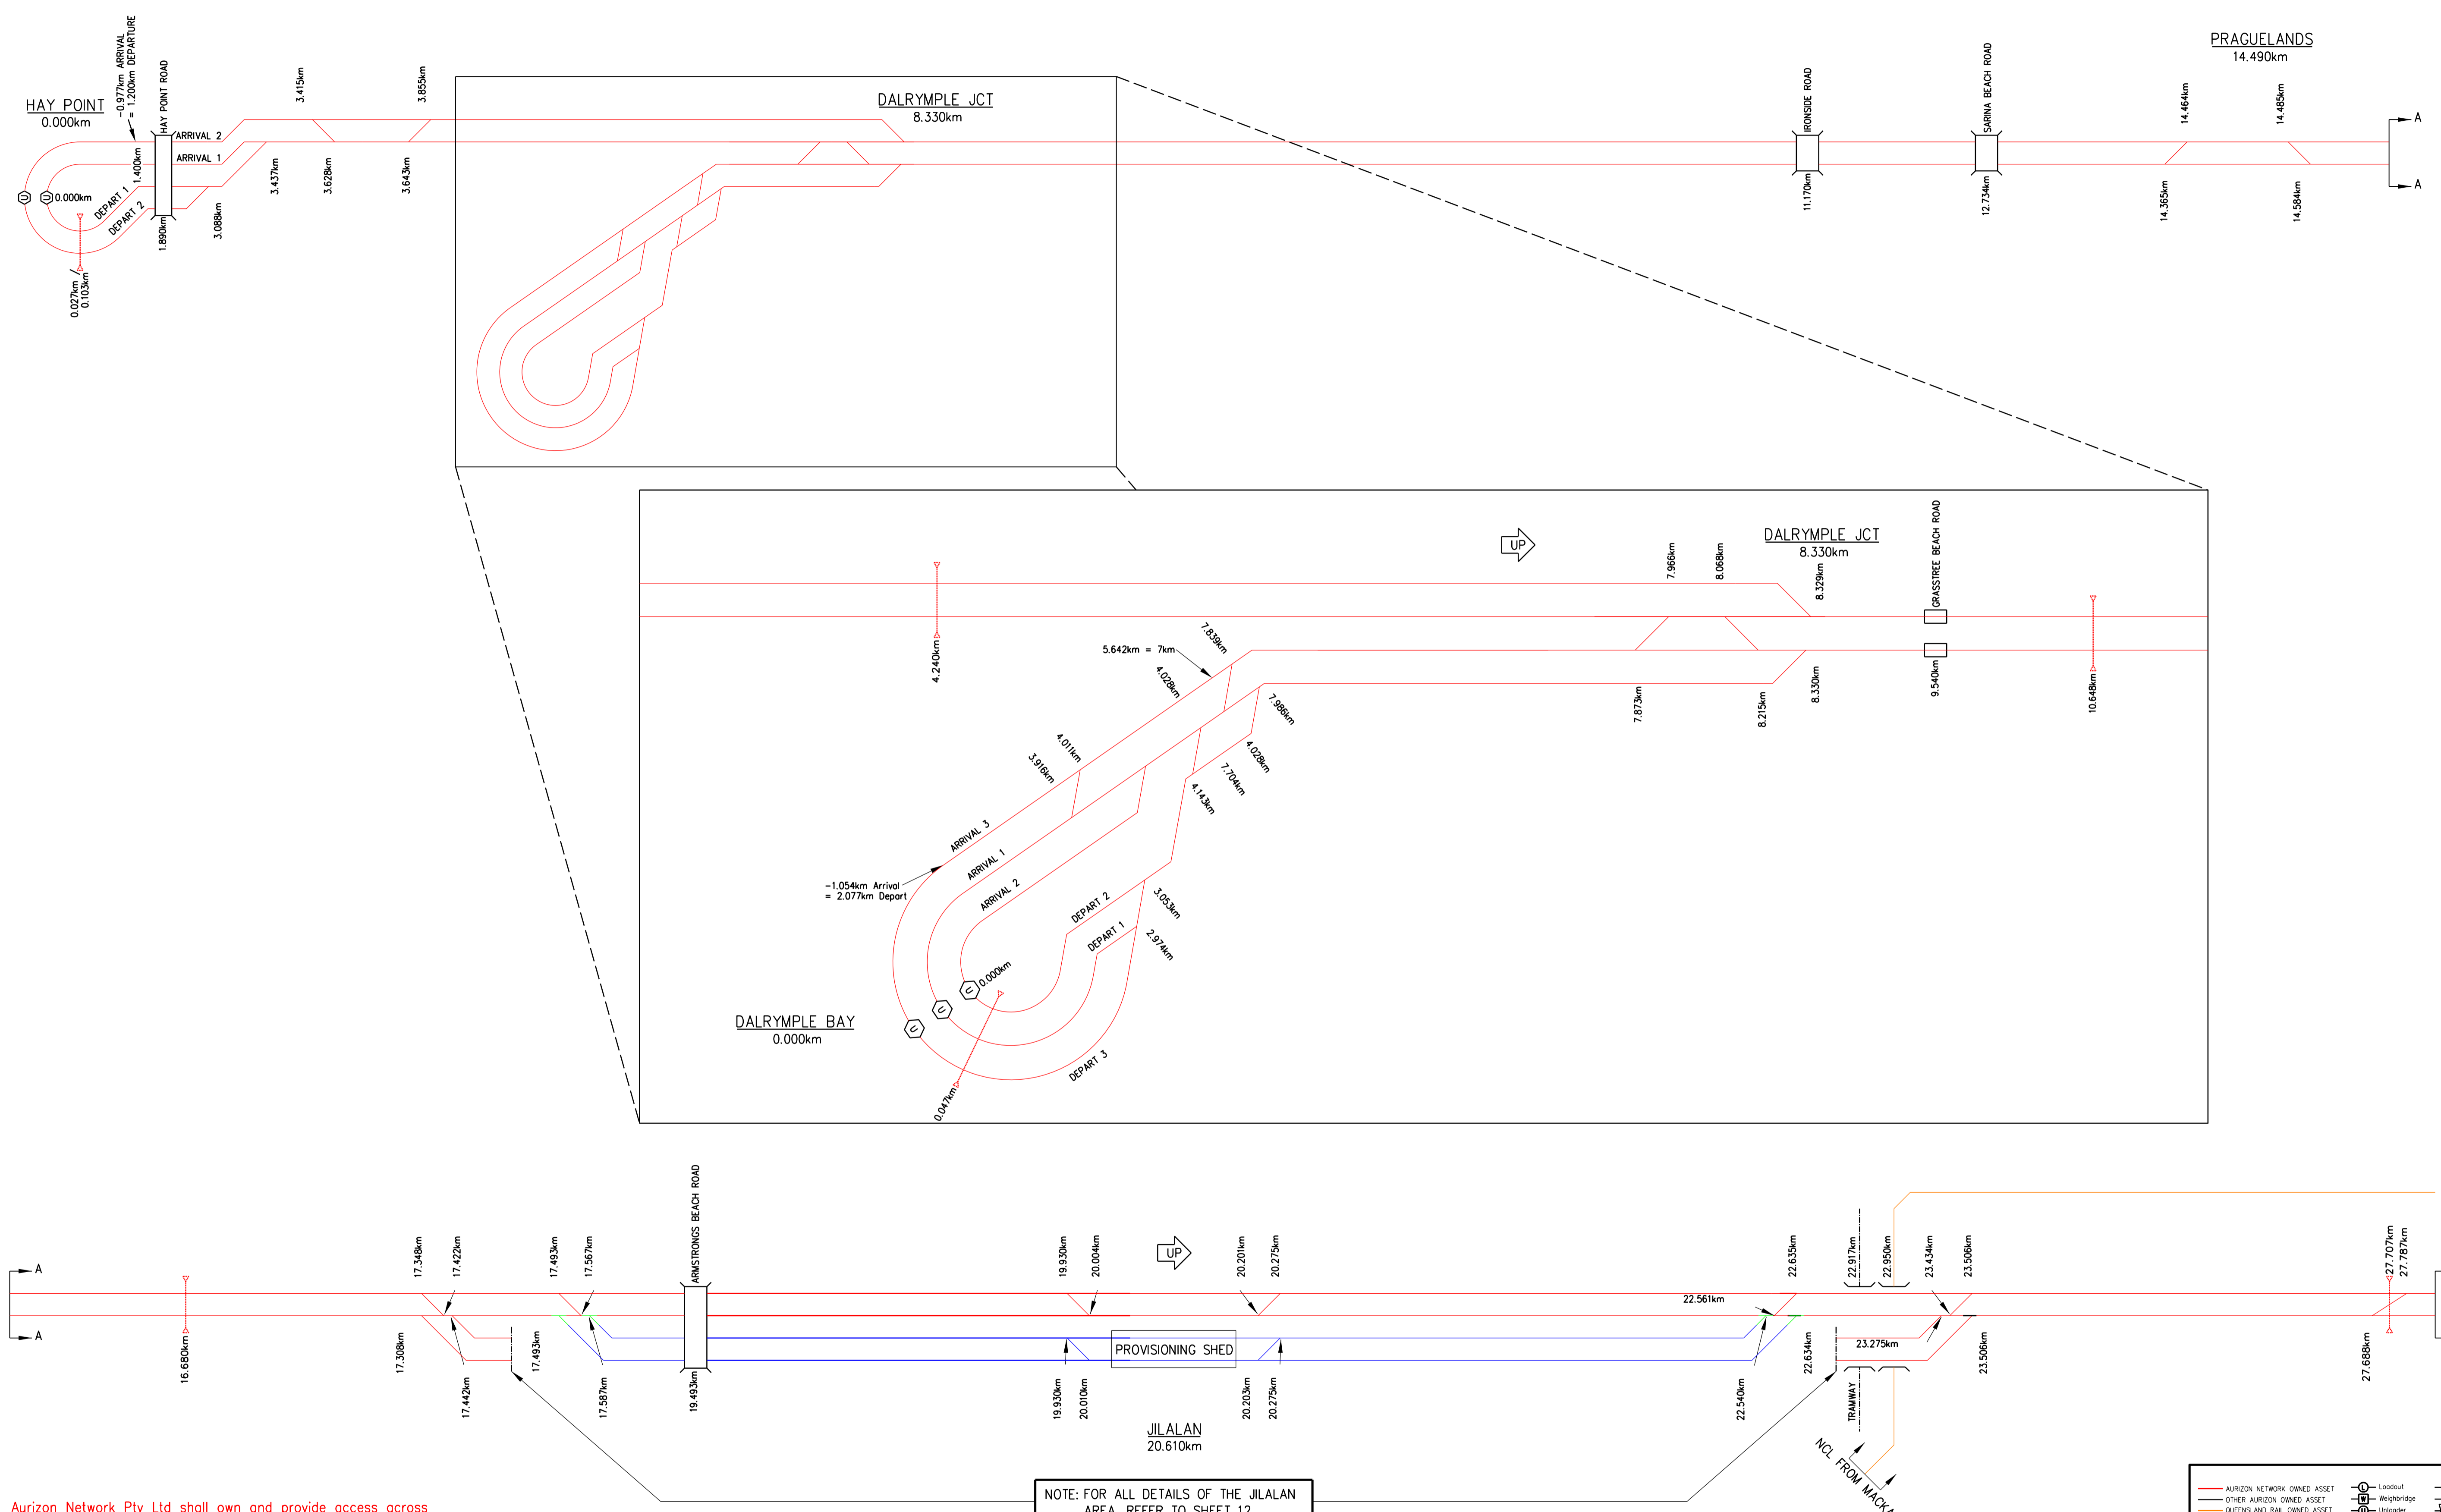 PRAGUELANDS
14.490km
-0.977km ARRIVAL
= 1.200km DEPARTURE
HAY POINT ROAD
HAY POINT
0.000km
3.415km
3.855km
DALRYMPLE JCT
8.330km
IRONSIDE ROAD
SARINA BEACH ROAD
14.464km
14.485km
A
A
ARRIVAL 2
ARRIVAL 1
1.400km
U
U
0.000km
DEPART 1
DEPART 2
1.890km
3.088km
3.437km
3.628km
3.643km
0.027km /
0.103km
11.170km
12.734km
14.365km
14.584km
UP
DALRYMPLE JCT
8.330km
GRASSTREE BEACH ROAD
7.966km
8.068km
8.329km
4.240km
5.642km = 7km
7.839km
4.028km
7.986km
7.873km
8.215km
8.330km
9.540km
10.648km
4.011km
3.916km
4.028km
7.704km
4.143km
ARRIVAL 3
ARRIVAL 1
ARRIVAL 2
-1.054km Arrival
= 2.077km Depart
DEPART 2
DEPART 1
3.053km
2.974km
0.000km
U
U
U
DALRYMPLE BAY
0.000km
DEPART 3
0.047km
ARMSTRONGS BEACH ROAD
A
A
16.680km
17.348km
17.422km
17.493km
17.567km
19.930km
20.004km
UP
20.201km
20.275km
22.635km
22.917km
22.950km
23.434km
23.506km
27.707km
27.787km
22.561km
17.308km
17.442km
17.493km
17.587km
19.493km
PROVISIONING SHED
19.930km
20.010km
20.203km
20.275km
22.540km
22.634km
23.275km
23.506km
27.688km
TRAMWAY
JILALAN
20.610km
NCL FROM
NOTE: FOR ALL DETAILS OF THE JILALAN
AREA, REFER TO SHEET 12
Aurizon Network Pty Ltd shall own and provide access across
AURIZON NETWORK OWNED ASSET
OTHER AURIZON OWNED ASSET
QUEENSLAND RAIL OWNED ASSET
L Loadout
W Weighbridge
U Unloader